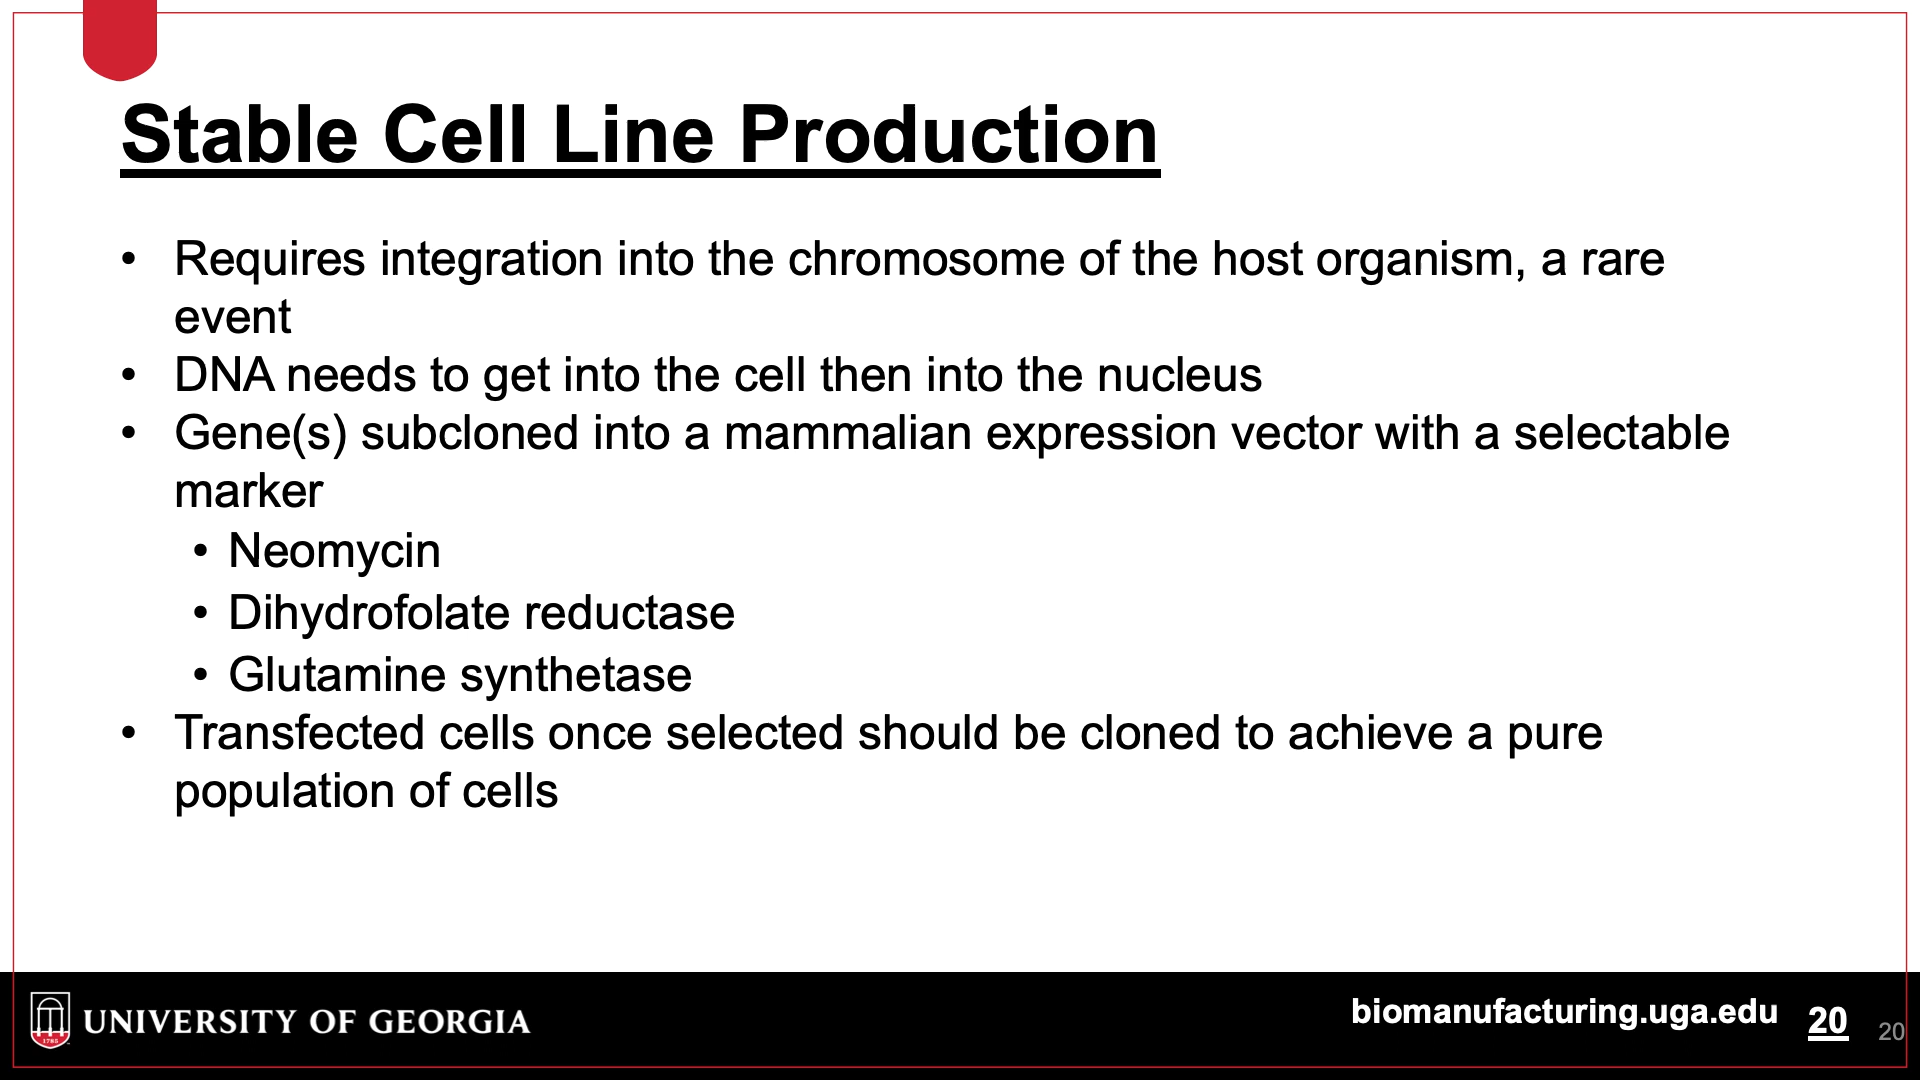 Stable Cell Line Production
• Requires integration into the chromosome of the host organism, a rare
event
• DNA needs to get into the cell then into the nucleus
• Gene(s) subcloned into a mammalian expression vector with a selectable
marker
• Neomycin
• Dihydrofolate reductase
• Glutamine synthetase
• Transfected cells once selected should be cloned to achieve a pure
population of cells
1785
UNIVERSITY OF GEORGIA
biomanufacturing.uga.edu
20
20